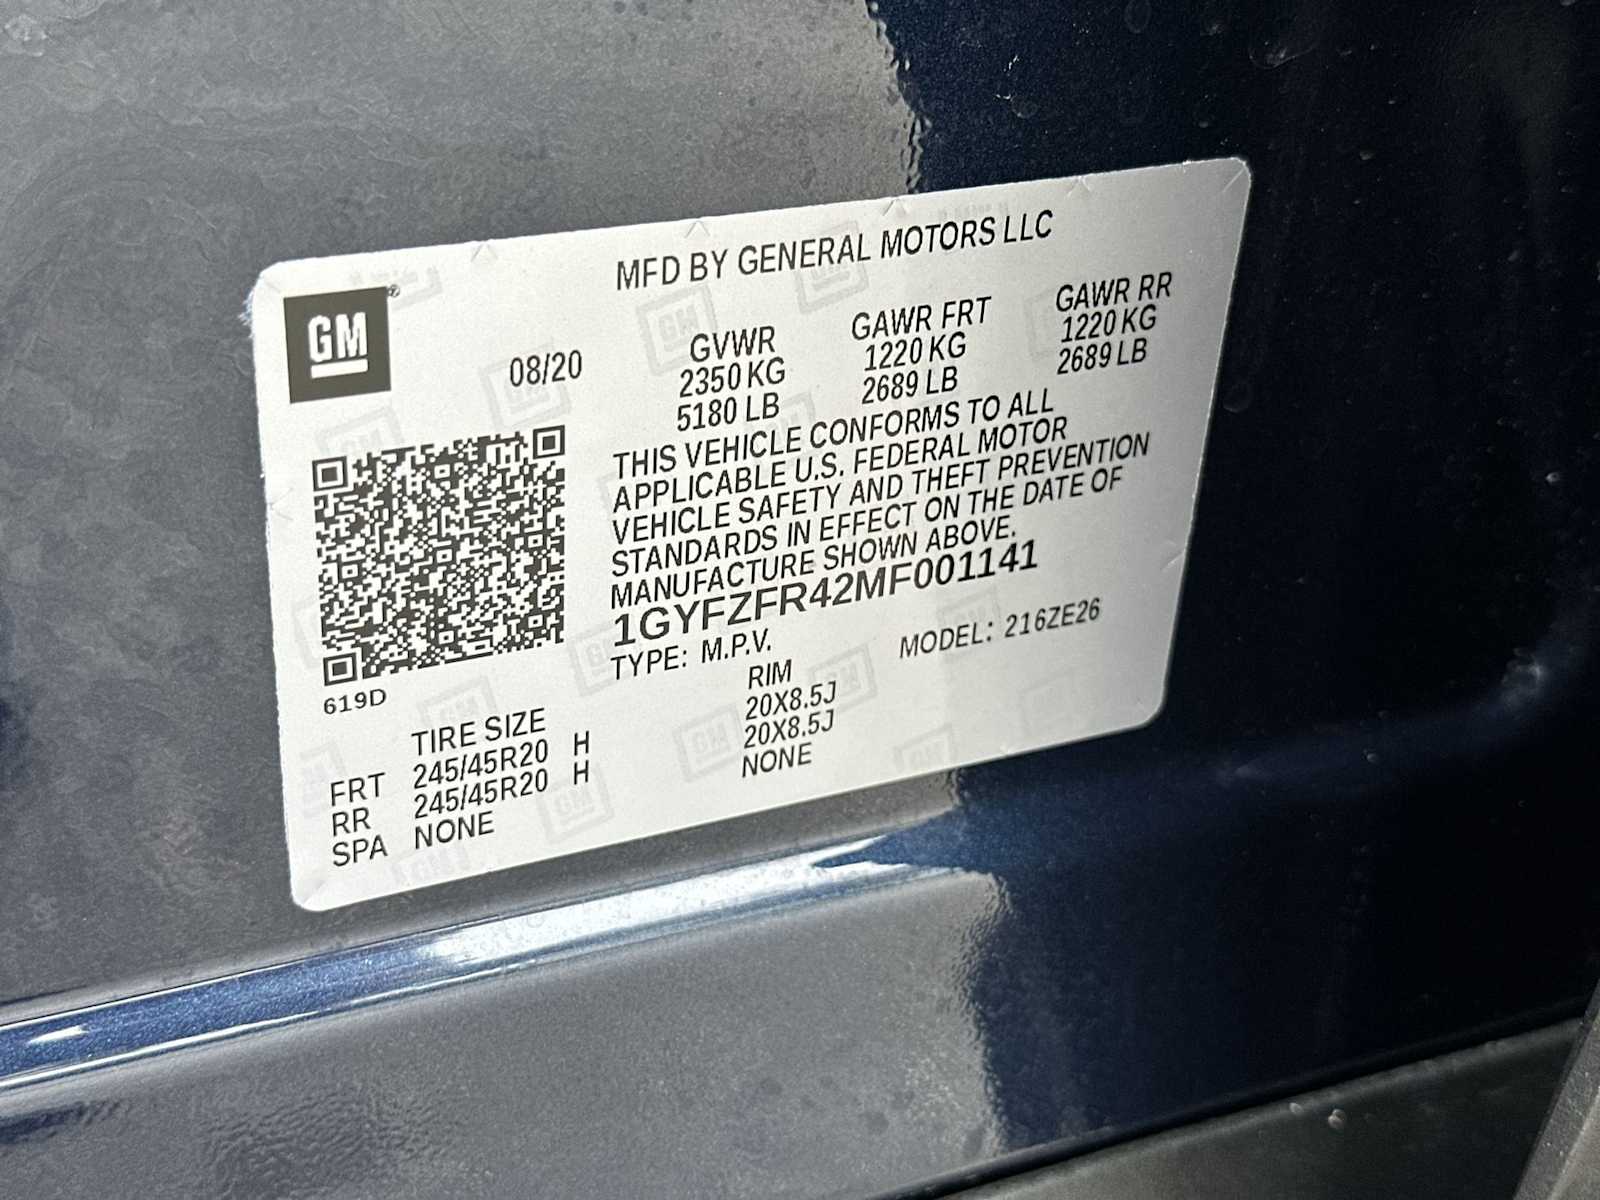 MFD BY GENERAL MOTORS LLC
GM
08/20
GVWR
2350 KG
5180 LB
GAWR FRT
1220 KG
2689 LB
GAWR RR
1220 KG
2689 LB
THIS VEHICLE CONFORMS TO ALL
APPLICABLE U.S. FEDERAL MOTOR
VEHICLE SAFETY AND THEFT PREVENTION
STANDARDS IN EFFECT ON THE DATE OF
MANUFACTURE SHOWN ABOVE.
1GYFZFR42MF001141
TYPE: M.P.V.
MODEL: 216ZE26
619D
TIRE SIZE
RIM
FRT 245/45R20 H 20X8.5J
RR 245/45R20 H 20X8.5J
SPA NONE NONE